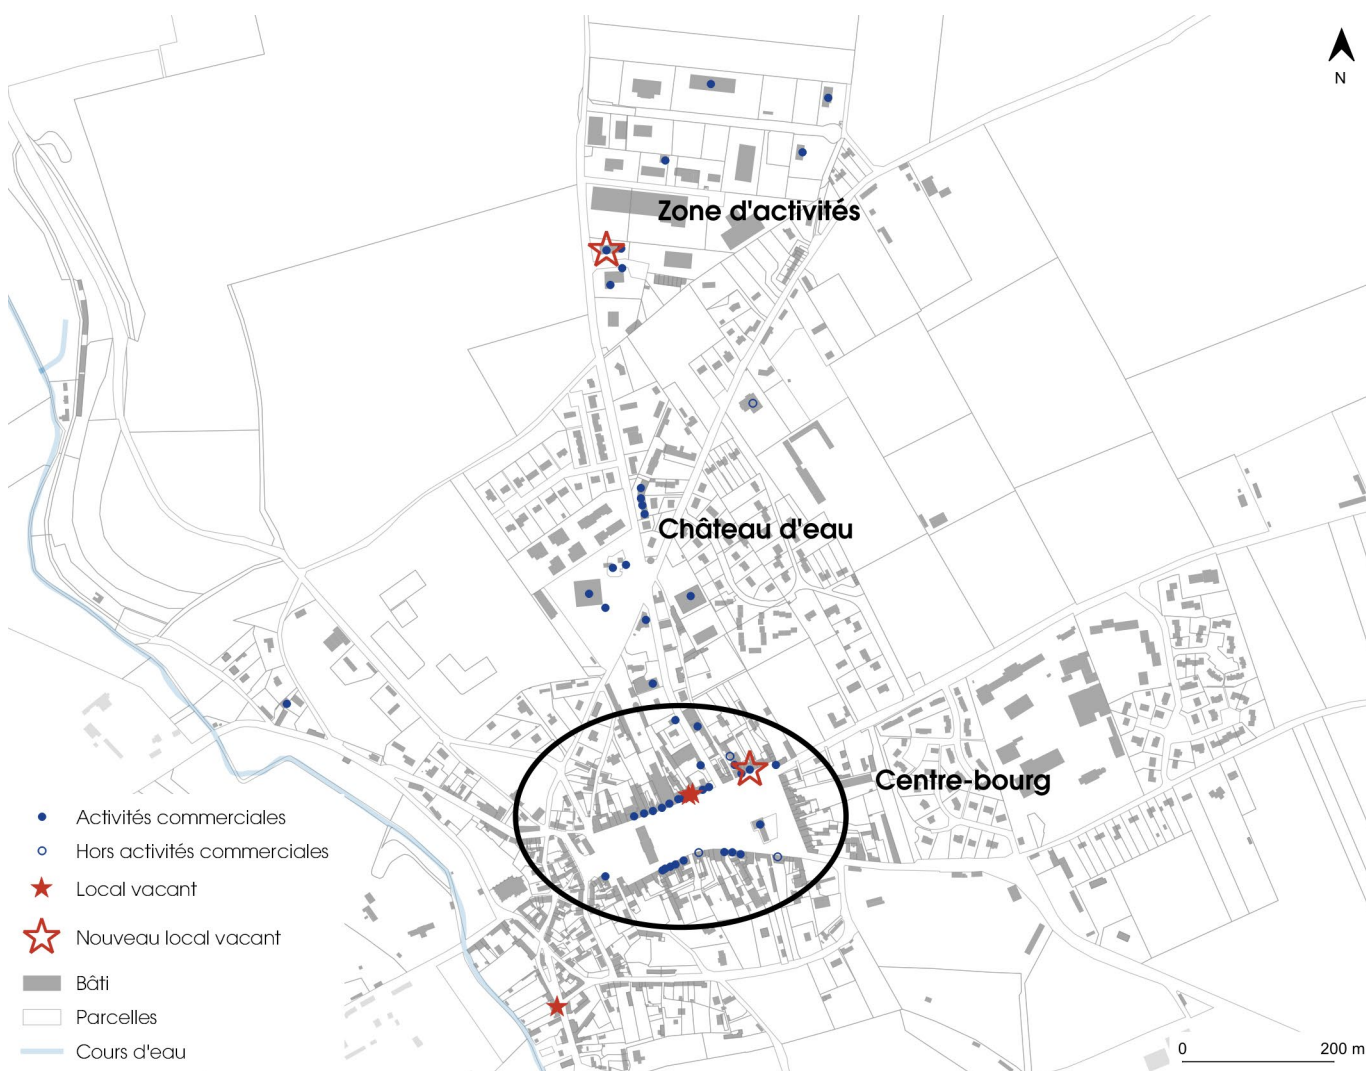 N
Zone d'activités
Château d'eau
Centre-bourg
Activités commerciales
Hors activités commerciales
Local vacant
Nouveau local vacant
Bâti
Parcelles
Cours d'eau
0 200 m